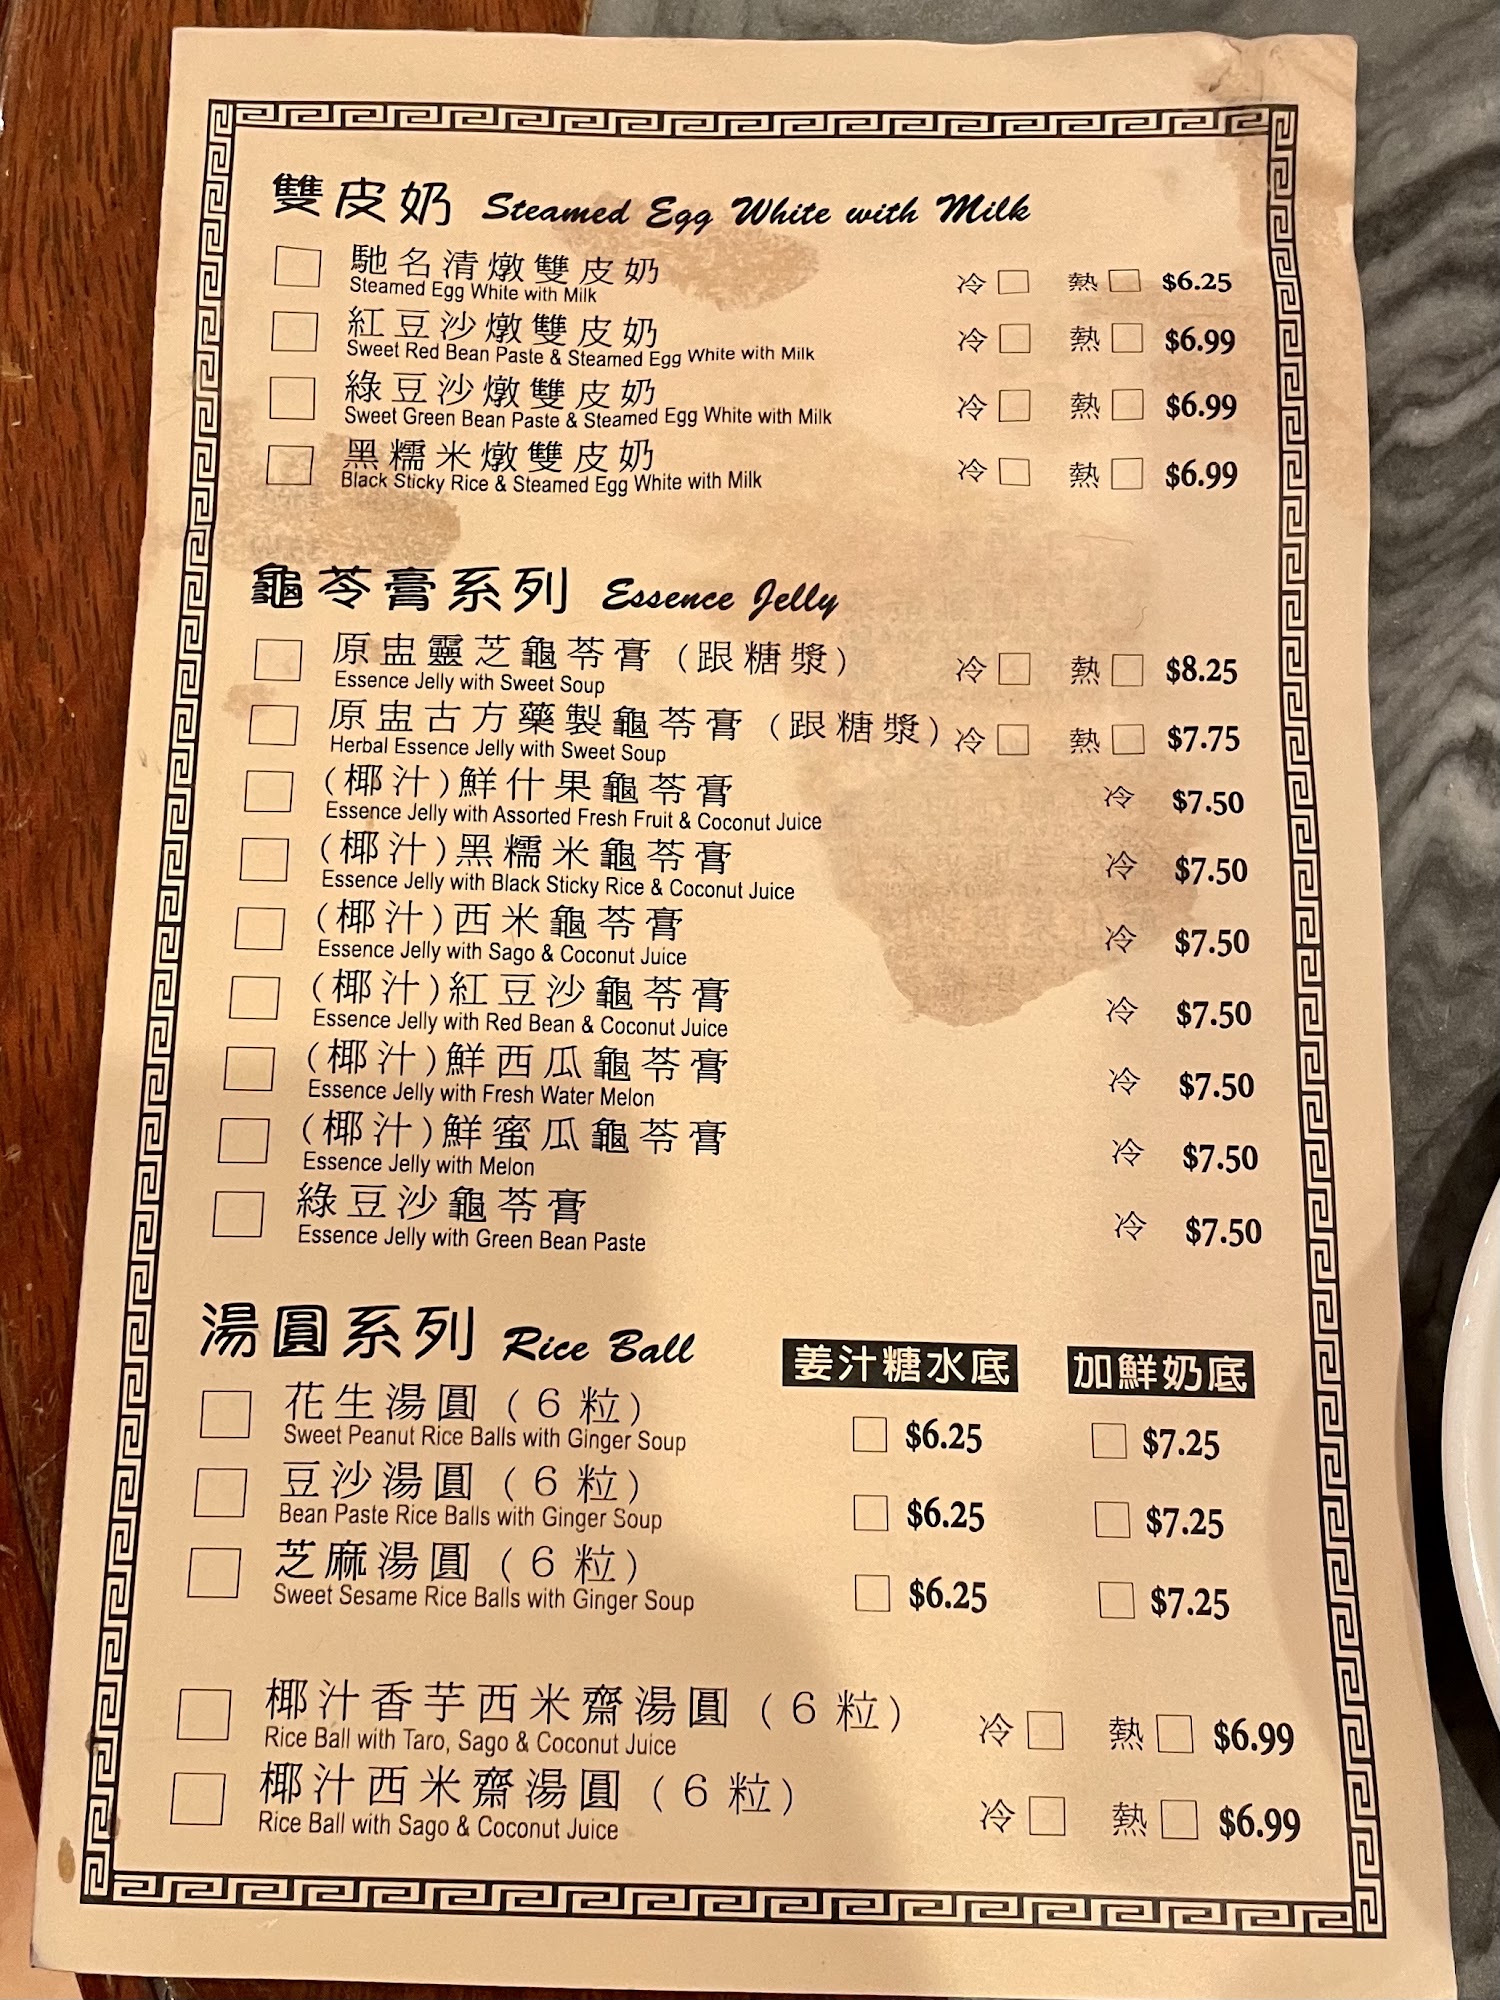 雙皮奶 Steamed Egg White with Milk
馳名清燉雙皮奶 冷 熱 $6.25
Steamed Egg White with Milk
紅豆沙燉雙皮奶 冷 熱 $6.99
Sweet Red Bean Paste & Steamed Egg White with Milk
綠豆沙燉雙皮奶 冷 熱 $6.99
Sweet Green Bean Paste & Steamed Egg White with Milk
黑糯米燉雙皮奶 冷 熱 $6.99
Black Sticky Rice & Steamed Egg White with Milk
龜苓膏系列 Essence Jelly
原盅靈芝龜苓膏(跟糖漿) 冷 熱 $8.25
Essence Jelly with Sweet Soup
原盅古方藥製龜苓膏(跟糖漿) 冷 熱 $7.75
Herbal Essence Jelly with Sweet Soup
(椰汁)鮮什果龜苓膏 冷 $7.50
Essence Jelly with Assorted Fresh Fruit & Coconut Juice
(椰汁)黑糯米龜苓膏 冷 $7.50
Essence Jelly with Black Sticky Rice & Coconut Juice
(椰汁)西米龜苓膏 冷 $7.50
Essence Jelly with Sago & Coconut Juice
(椰汁)紅豆沙龜苓膏 冷 $7.50
Essence Jelly with Red Bean & Coconut Juice
(椰汁)鮮西瓜龜苓膏 冷 $7.50
Essence Jelly with Fresh Water Melon
(椰汁)鮮蜜瓜龜苓膏 冷 $7.50
Essence Jelly with Melon
綠豆沙龜苓膏 冷 $7.50
Essence Jelly with Green Bean Paste
湯圓系列 Rice Ball 姜汁糖水底 加鮮奶底
花生湯圓(6粒) $6.25 $7.25
Sweet Peanut Rice Balls with Ginger Soup
豆沙湯圓(6粒) $6.25 $7.25
Bean Paste Rice Balls with Ginger Soup
芝麻湯圓(6粒) $6.25 $7.25
Sweet Sesame Rice Balls with Ginger Soup
椰汁香芋西米齋湯圓(6粒) 冷 熱 $6.99
Rice Ball with Taro, Sago & Coconut Juice
椰汁西米齋湯圓(6粒) 冷 熱 $6.99
Rice Ball with Sago & Coconut Juice